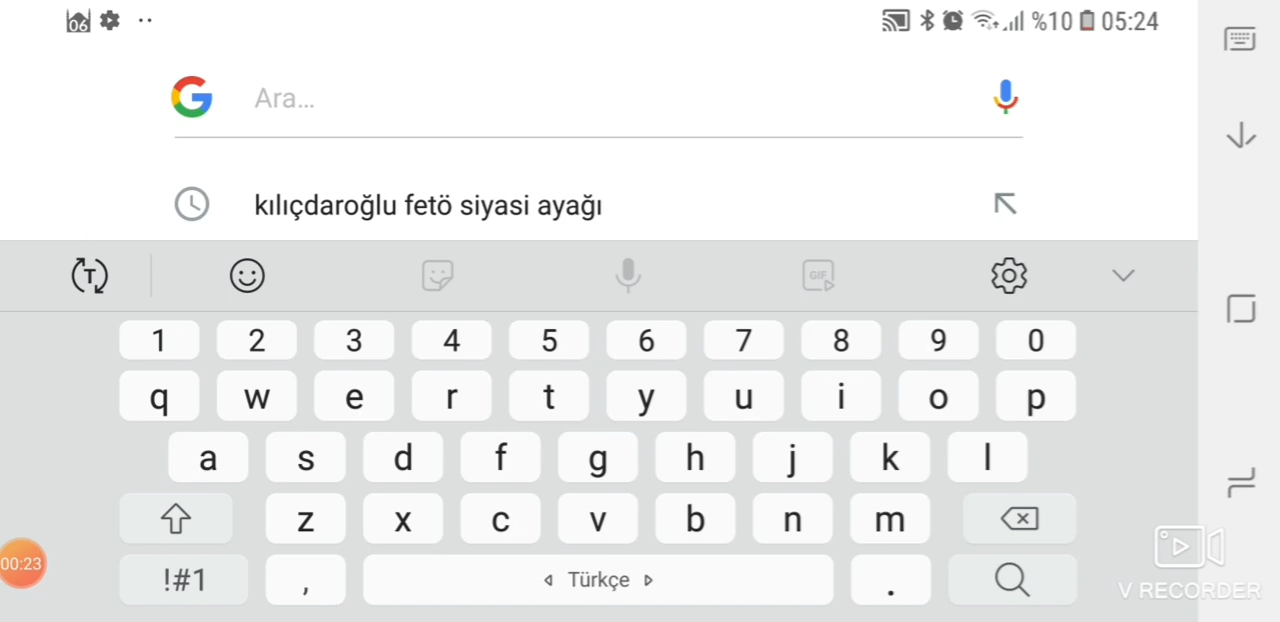 06
%10 05:24
Ara...
kılıçdaroğlu fetö siyasi ayağı
T
GIF
1 2 3 4 5 6 7 8 9 0
q w e r t y u i o p
a s d f g h j k l
z x c v b n m
!#1 , Türkçe .
00:23
V RECORDER